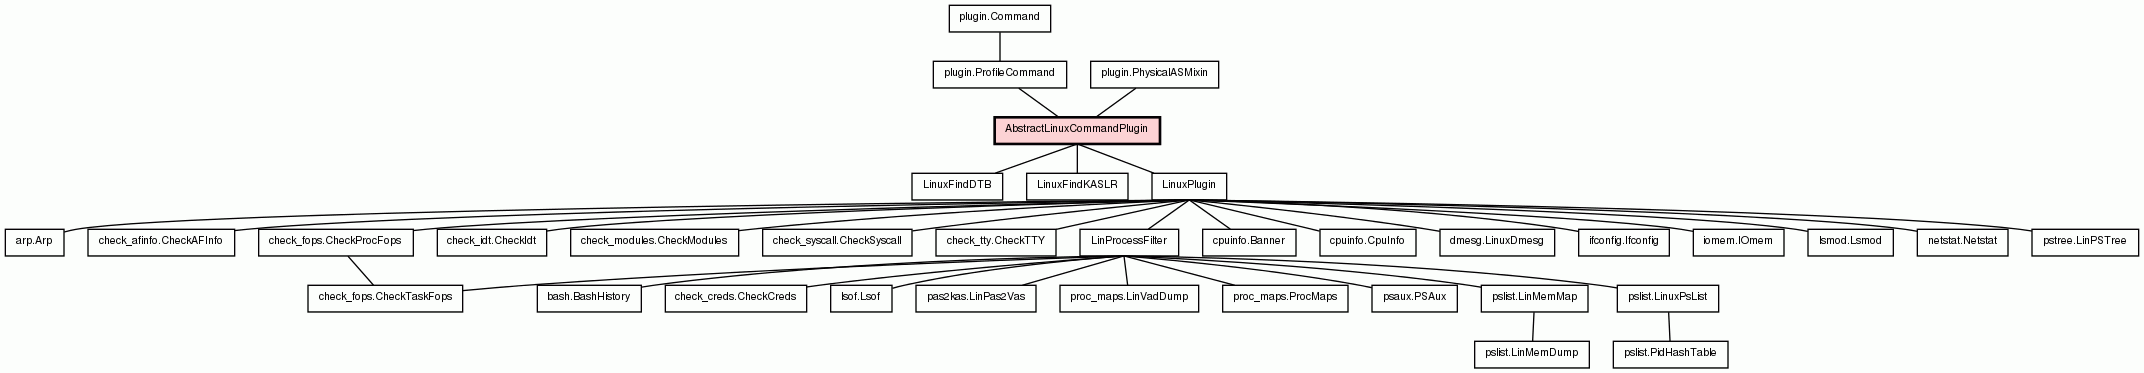 plugin.Command
plugin.ProfileCommand
plugin.PhysicalASMixin
AbstractLinuxCommandPlugin
LinuxFindDTB
LinuxFindKASLR
LinuxPlugin
arp.Arp
check_afinfo.CheckAFInfo
check_fops.CheckProcFops
check_idt.CheckIdt
check_modules.CheckModules
check_syscall.CheckSyscall
check_tty.CheckTTY
LinProcessFilter
cpuinfo.Banner
cpuinfo.CpuInfo
dmesg.LinuxDmesg
ifconfig.Ifconfig
iomem.IOmem
lsmod.Lsmod
netstat.Netstat
pstree.LinPSTree
check_fops.CheckTaskFops
bash.BashHistory
check_creds.CheckCreds
lsof.Lsof
pas2kas.LinPas2Vas
proc_maps.LinVadDump
proc_maps.ProcMaps
psaux.PSAux
pslist.LinMemMap
pslist.LinuxPsList
pslist.LinMemDump
pslist.PidHashTable